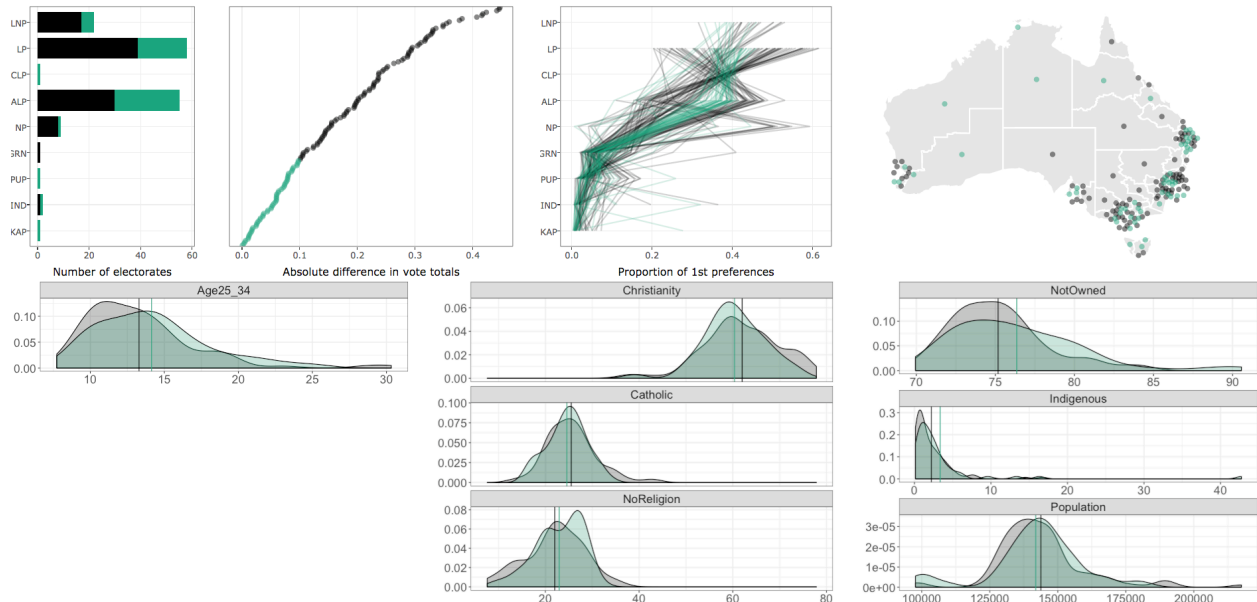 LNP
LP
CLP
ALP
NP
GRN
PUP
IND
KAP
0 20 40 60
Number of electorates
0.0 0.1 0.2 0.3 0.4
Absolute difference in vote totals
LNP
LP
CLP
ALP
NP
GRN
PUP
IND
KAP
0.0 0.2 0.4 0.6
Proportion of 1st preferences
Age25_34
0.10
0.05
0.00
10 15 20 25 30
Christianity
0.06
0.04
0.02
0.00
Catholic
0.100
0.075
0.050
0.025
0.000
NoReligion
0.08
0.06
0.04
0.02
0.00
20 40 60 80
NotOwned
0.15
0.10
0.05
0.00
70 75 80 85 90
Indigenous
0.3
0.2
0.1
0.0
0 10 20 30 40
Population
3e-05
2e-05
1e-05
0e+00
100000 125000 150000 175000 200000